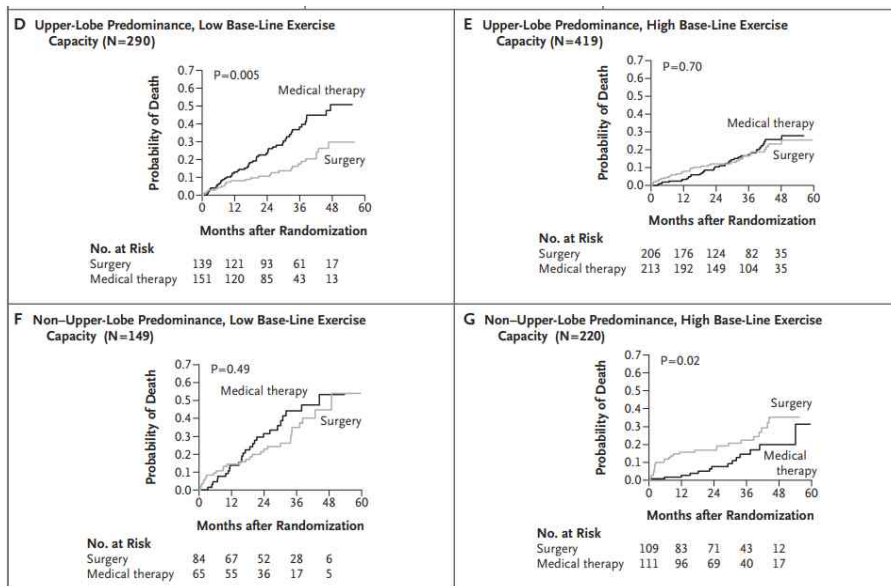 D Upper-Lobe Predominance, Low Base-Line Exercise
Capacity (N=290)
Probability of Death
0.7
0.6
0.5
0.4
0.3
0.2
0.1
0.0
P=0.005
Medical therapy
Surgery
0 12 24 36 48 60
Months after Randomization
No. at Risk
Surgery 139 121 93 61 17
Medical therapy 151 120 85 43 13
E Upper-Lobe Predominance, High Base-Line Exercise
Capacity (N=419)
Probability of Death
0.7
0.6
0.5
0.4
0.3
0.2
0.1
0.0
P=0.70
Medical therapy
Surgery
0 12 24 36 48 60
Months after Randomization
No. at Risk
Surgery 206 176 124 82 35
Medical therapy 213 192 149 104 35
F Non–Upper-Lobe Predominance, Low Base-Line Exercise
Capacity (N=149)
Probability of Death
0.7
0.6
0.5
0.4
0.3
0.2
0.1
0.0
P=0.49
Medical therapy
Surgery
0 12 24 36 48 60
Months after Randomization
No. at Risk
Surgery 84 67 52 28 6
Medical therapy 65 55 36 17 5
G Non–Upper-Lobe Predominance, High Base-Line Exercise
Capacity (N=220)
Probability of Death
0.7
0.6
0.5
0.4
0.3
0.2
0.1
0.0
P=0.02
Surgery
Medical
therapy
0 12 24 36 48 60
Months after Randomization
No. at Risk
Surgery 109 83 71 43 12
Medical therapy 111 96 69 40 17